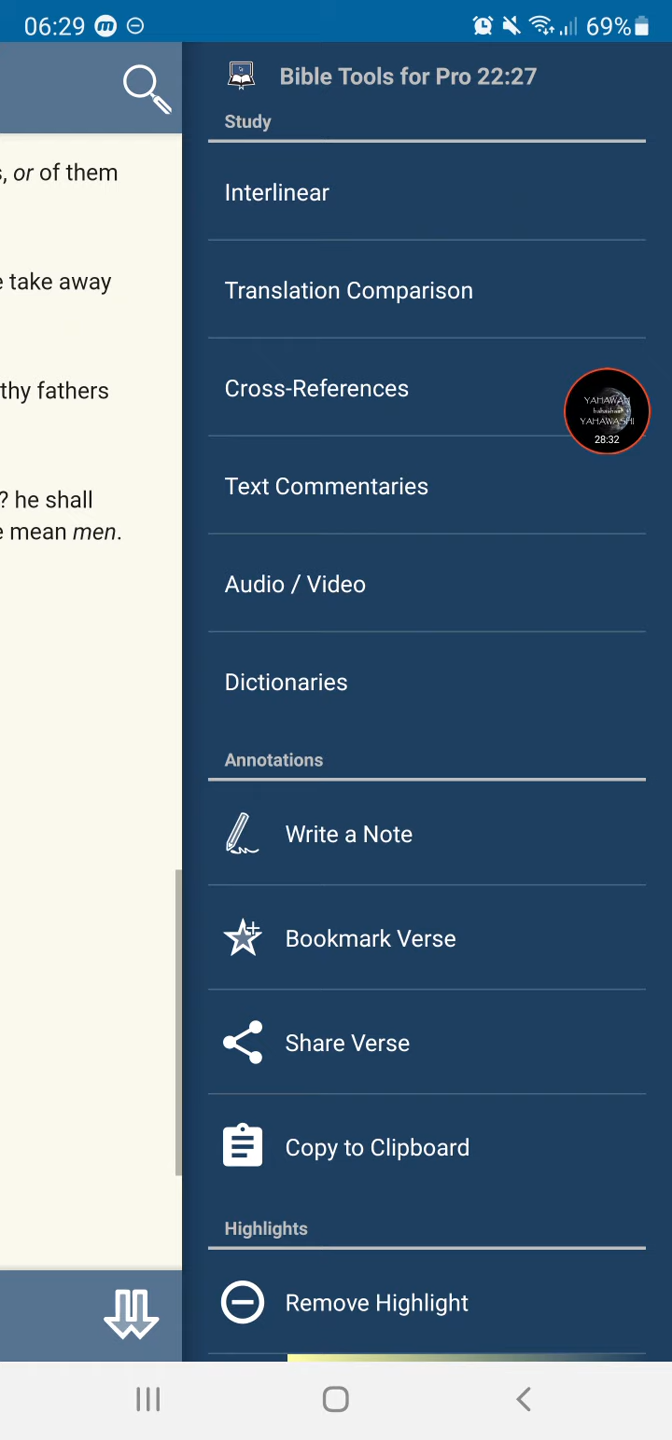 06:29
69%
Bible Tools for Pro 22:27
Study
s, or of them
Interlinear
e take away
Translation Comparison
thy fathers
Cross-References
YAHAWAH
YAHAWASHI
28:32
? he shall
e mean men.
Text Commentaries
Audio / Video
Dictionaries
Annotations
Write a Note
Bookmark Verse
Share Verse
Copy to Clipboard
Highlights
Remove Highlight